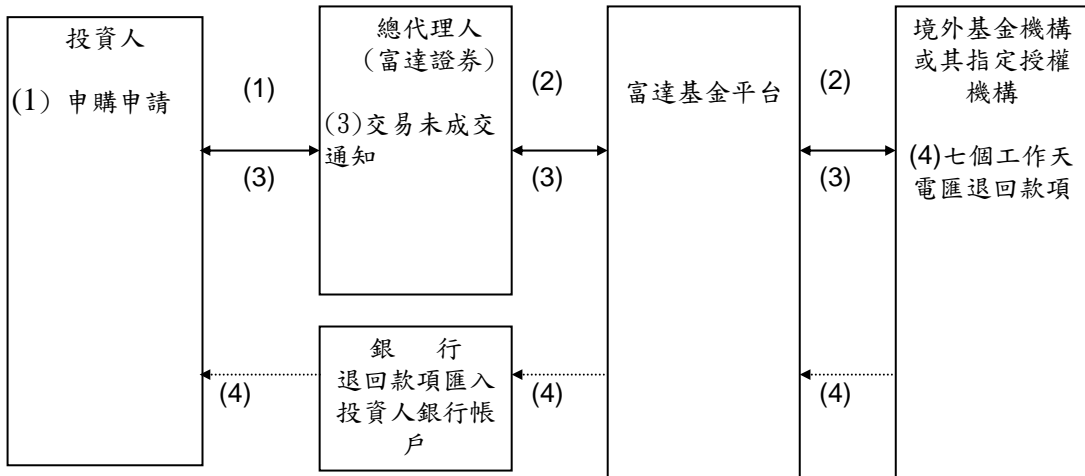 投資人
(1) 申購申請
(1)
(3)
總代理人
（富達證券）
(3)交易未成交
通知
(2)
(3)
富達基金平台
(2)
(3)
境外基金機構
或其指定授權
機構
(4)七個工作天
電匯退回款項
(4)
銀　行
退回款項匯入
投資人銀行帳
戶
(4)
(4)